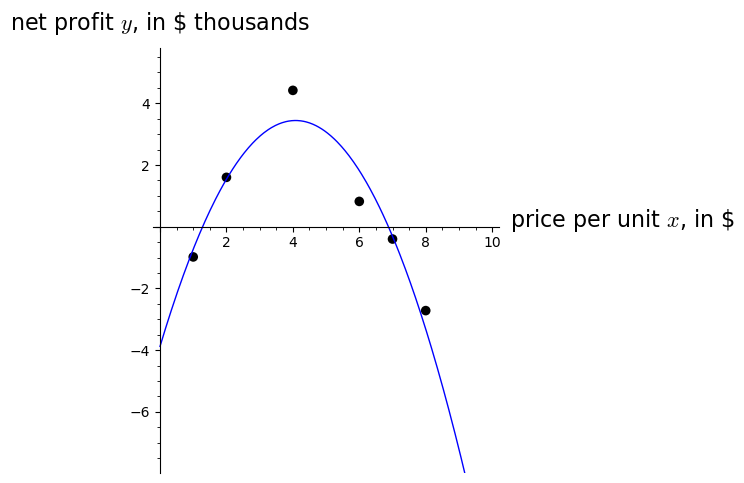 net profit y, in $ thousands
4
2
price per unit x, in $
2 4 6 8 10
−2
−4
−6